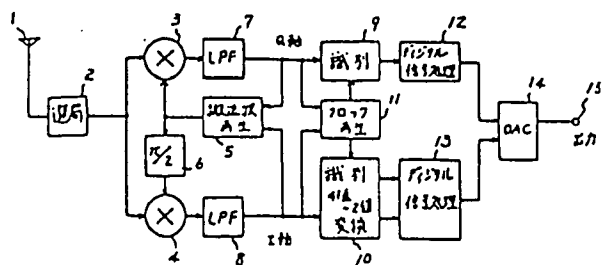 1
2
選局
3
×
7
LPF
Q軸
9
識別
12
ディジタル
信号処理
搬送波
再生
5
11
クロック
再生
π/2
6
×
4
LPF
8
I軸
識別
4値
-2値
変換
10
13
ディジタル
信号処理
14
DAC
15
出力